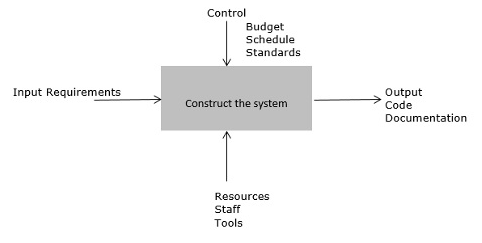 Control
Budget
Schedule
Standards
Input Requirements
Construct the system
Output
Code
Documentation
Resources
Staff
Tools